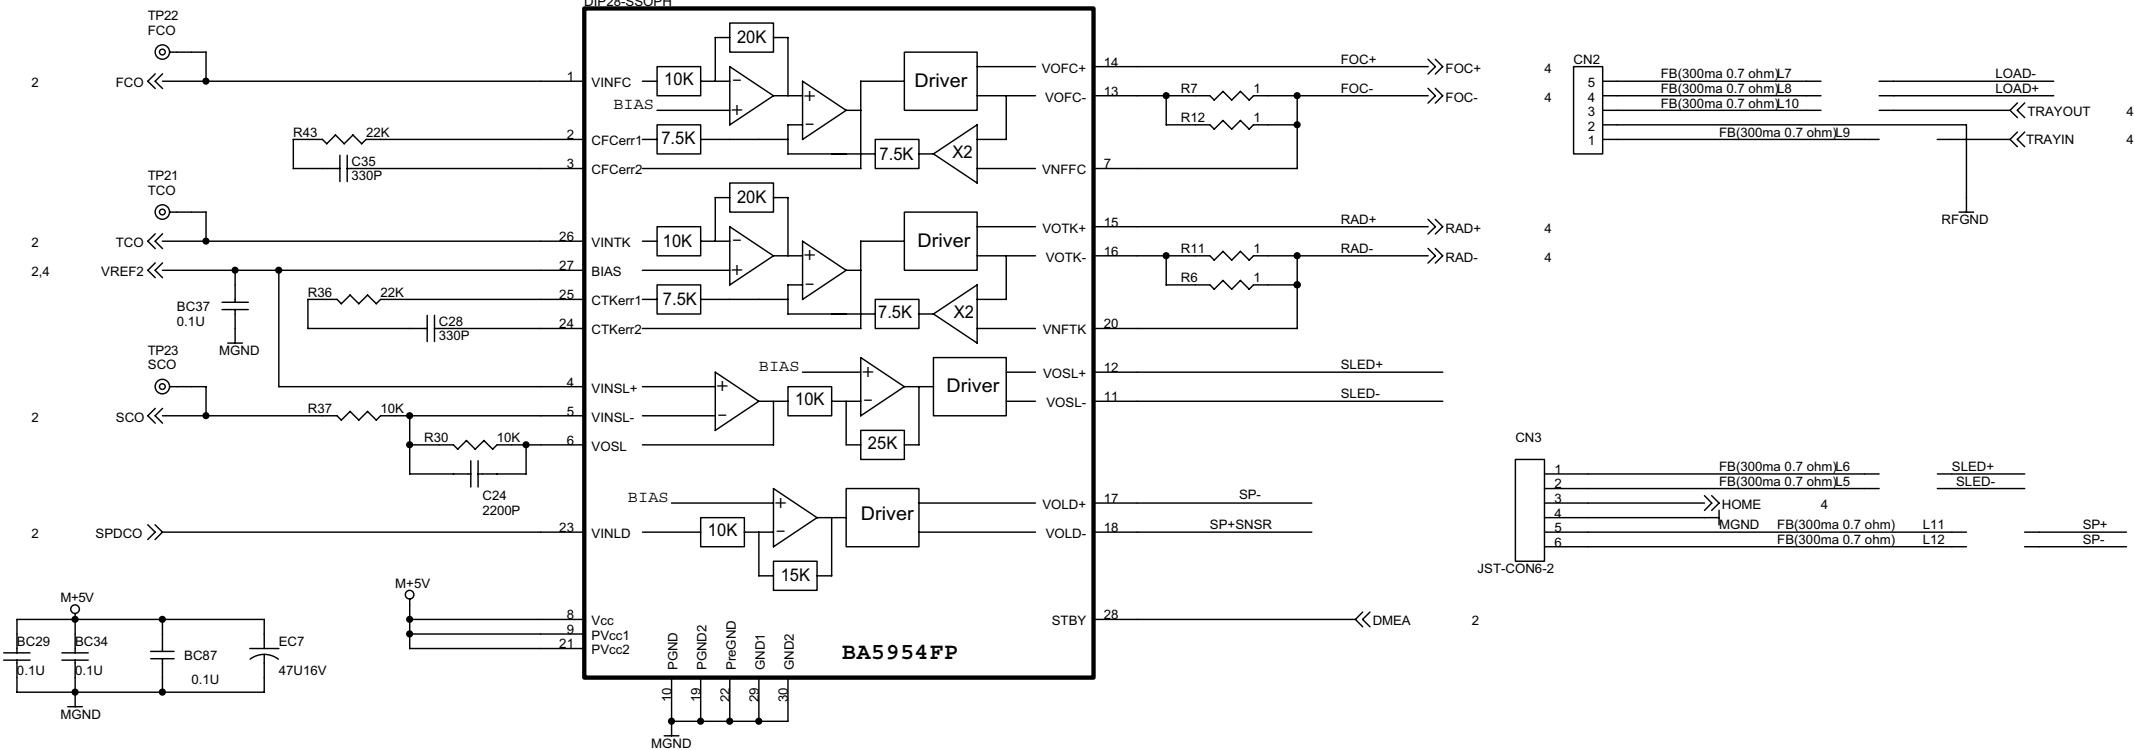 DIP28-SSOPH
TP22
FCO
2 FCO 1 VINFC 10K 20K
BIAS
Driver
VOFC+ 14 FOC+ FOC+ 4
VOFC- 13 R7 1 FOC- FOC- 4
R12 1
R43 22K 2 CFCerr1 7.5K
C35
330P
3 CFCerr2
7.5K X2 VNFFC 7
TP21
TCO
2 TCO 26 VINTK 10K 20K
Driver
VOTK+ 15 RAD+ RAD+ 4
2,4 VREF2 27 BIAS
VOTK- 16 R11 1 RAD- RAD- 4
R6 1
BC37
0.1U
MGND
R36 22K 25 CTKerr1 7.5K
C28
330P
24 CTKerr2
7.5K X2 VNFTK 20
TP23
SCO
4 VINSL+
BIAS
10K
Driver
25K
VOSL+ 12 SLED+
VOSL- 11 SLED-
2 SCO R37 10K 5 VINSL-
R30 10K 6 VOSL
C24
2200P
BIAS
10K
Driver
15K
VOLD+ 17 SP-
VOLD- 18 SP+SNSR
2 SPDCO 23 VINLD
M+5V
8 Vcc
9 PVcc1
21 PVcc2
STBY 28 DMEA 2
BA5954FP
PGND PGND2 PreGND GND1 GND2
10 19 22 29 30
MGND
M+5V
BC29
0.1U
BC34
0.1U
BC87
0.1U
EC7
47U16V
MGND
CN2
5 FB(300ma 0.7 ohm)L7 LOAD-
4 FB(300ma 0.7 ohm)L8 LOAD+
3 FB(300ma 0.7 ohm)L10 TRAYOUT 4
2
1 FB(300ma 0.7 ohm)L9 TRAYIN 4
RFGND
CN3
1 FB(300ma 0.7 ohm)L6 SLED+
2 FB(300ma 0.7 ohm)L5 SLED-
3 HOME 4
4 MGND
5 FB(300ma 0.7 ohm) L11 SP+
6 FB(300ma 0.7 ohm) L12 SP-
JST-CON6-2